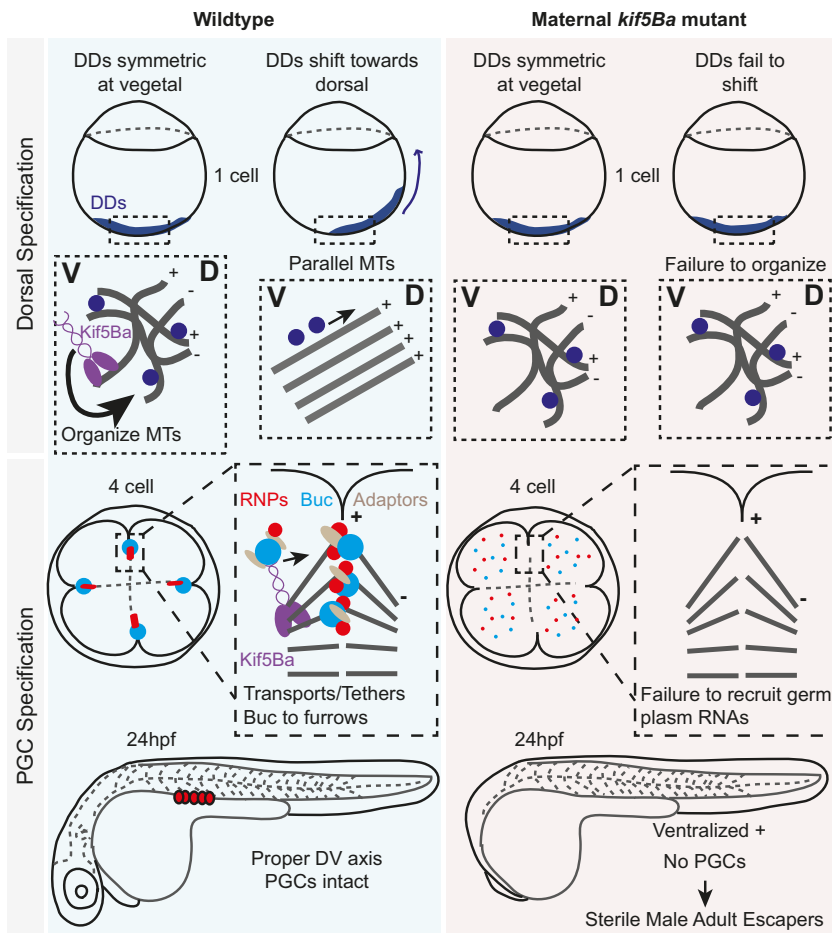 Wildtype
Maternal kif5Ba mutant
Dorsal Specification
DDs symmetric
at vegetal
DDs shift towards
dorsal
DDs symmetric
at vegetal
DDs fail to
shift
1 cell
1 cell
DDs
Parallel MTs
Failure to organize
V
D
+
-
+
-
Kif5Ba
Organize MTs
V
D
+
+
+
+
V
D
+
-
+
-
V
D
+
-
+
-
PGC Specification
4 cell
RNPs Buc Adaptors
+
-
Kif5Ba
Transports/Tethers
Buc to furrows
4 cell
+
-
Failure to recruit germ
plasm RNAs
24hpf
Proper DV axis
PGCs intact
24hpf
Ventralized +
No PGCs
Sterile Male Adult Escapers